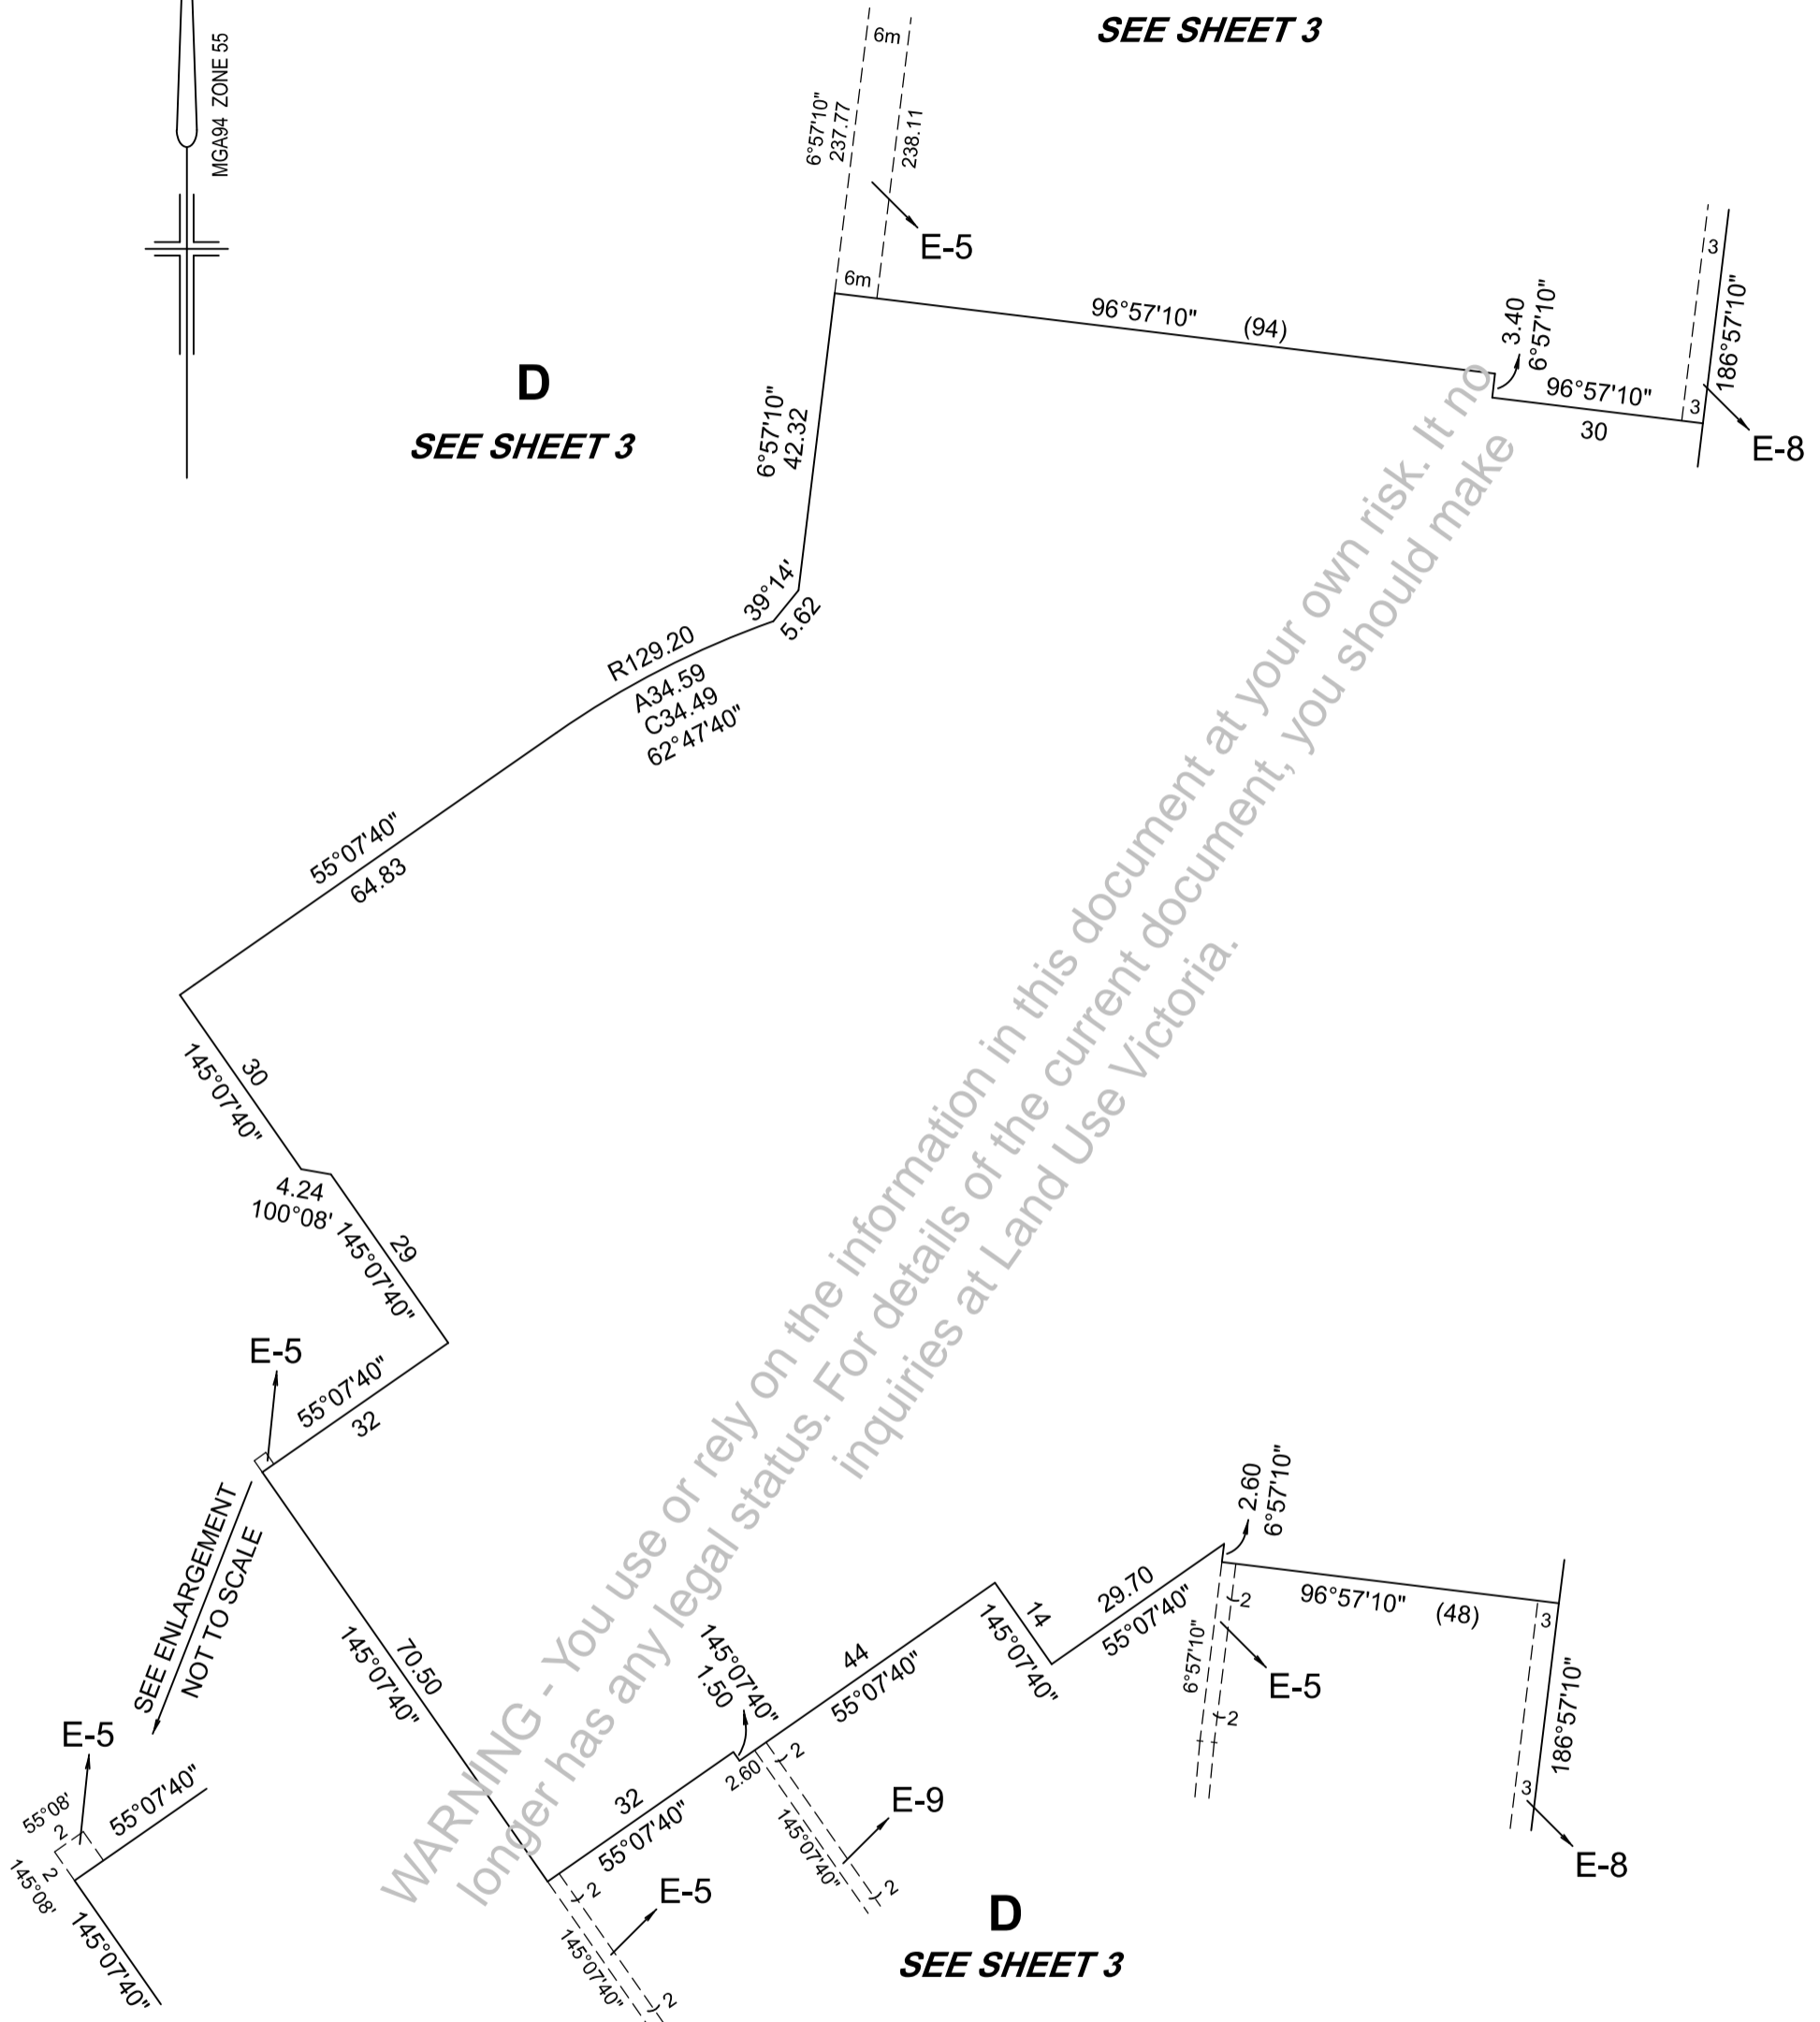 SEE SHEET 3
MGA94 ZONE 55
6m
6°57'10"
237.77
238.11
E-5
6m
96°57'10"
(94)
3.40
6°57'10"
3
186°57'10"
96°57'10"
30
3
E-8
D
SEE SHEET 3
6°57'10"
42.32
39°14'
5.62
R129.20
A34.59
C34.49
62°47'40"
55°07'40"
64.83
30
145°07'40"
4.24
100°08'
29
145°07'40"
E-5
55°07'40"
32
SEE ENLARGEMENT
NOT TO SCALE
E-5
55°08'
2
2
145°08'
55°07'40"
145°07'40"
70.50
145°07'40"
32
55°07'40"
145°07'40"
1.50
2.60
2
44
55°07'40"
14
145°07'40"
29.70
55°07'40"
2.60
6°57'10"
96°57'10"
(48)
3
2
6°57'10"
E-5
2
186°57'10"
3
E-8
E-9
145°07'40"
2
2
E-5
145°07'40"
2
D
SEE SHEET 3
WARNING - You use or rely on the information in this document at your own risk. It no
longer has any legal status. For details of the current document, you should make
inquiries at Land Use Victoria.